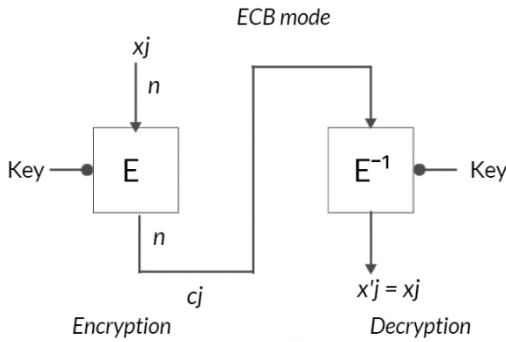 ECB mode
xj
n
Key
E
E⁻¹
Key
n
cj
x'j = xj
Encryption
Decryption